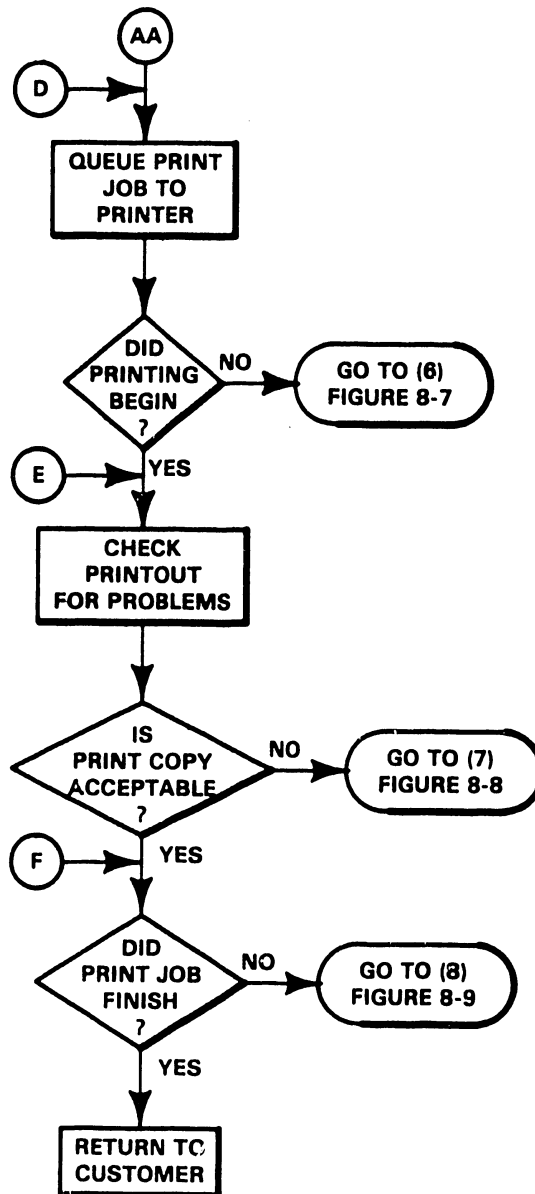 AA
D
QUEUE PRINT
JOB TO
PRINTER
DID
PRINTING
BEGIN
?
NO
GO TO (6)
FIGURE 8-7
YES
E
CHECK
PRINTOUT
FOR PROBLEMS
IS
PRINT COPY
ACCEPTABLE
?
NO
GO TO (7)
FIGURE 8-8
YES
F
DID
PRINT JOB
FINISH
?
NO
GO TO (8)
FIGURE 8-9
YES
RETURN TO
CUSTOMER